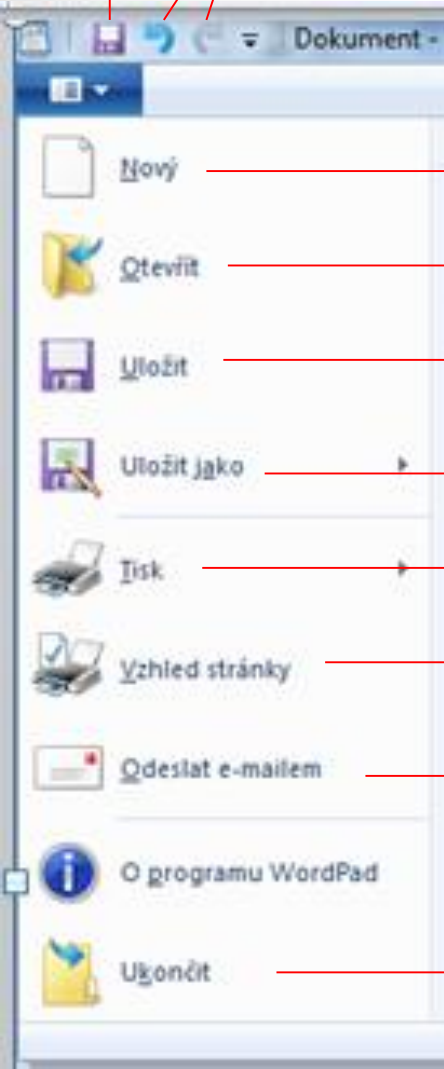 Dokument -
Nový
Otevřít
Uložit
Uložit jako
Tisk
Vzhled stránky
Odeslat e-mailem
O programu WordPad
Ukončit